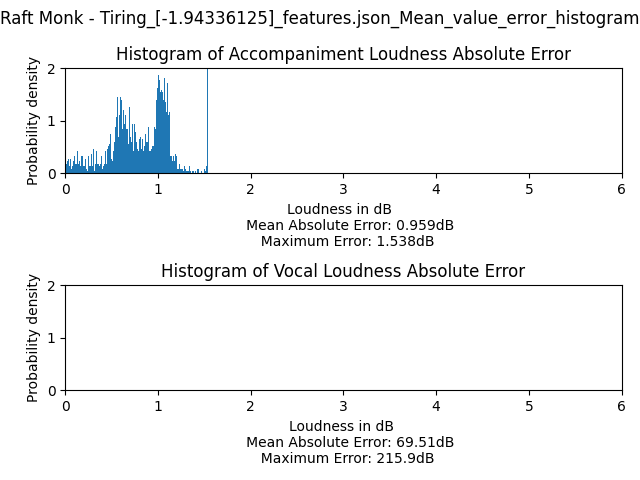 Raft Monk - Tiring_[-1.94336125]_features.json_Mean_value_error_histogram
Histogram of Accompaniment Loudness Absolute Error
Probability density
2
1
0
0 1 2 3 4 5 6
Loudness in dB
Mean Absolute Error: 0.959dB
Maximum Error: 1.538dB
Histogram of Vocal Loudness Absolute Error
Probability density
2
1
0
0 1 2 3 4 5 6
Loudness in dB
Mean Absolute Error: 69.51dB
Maximum Error: 215.9dB